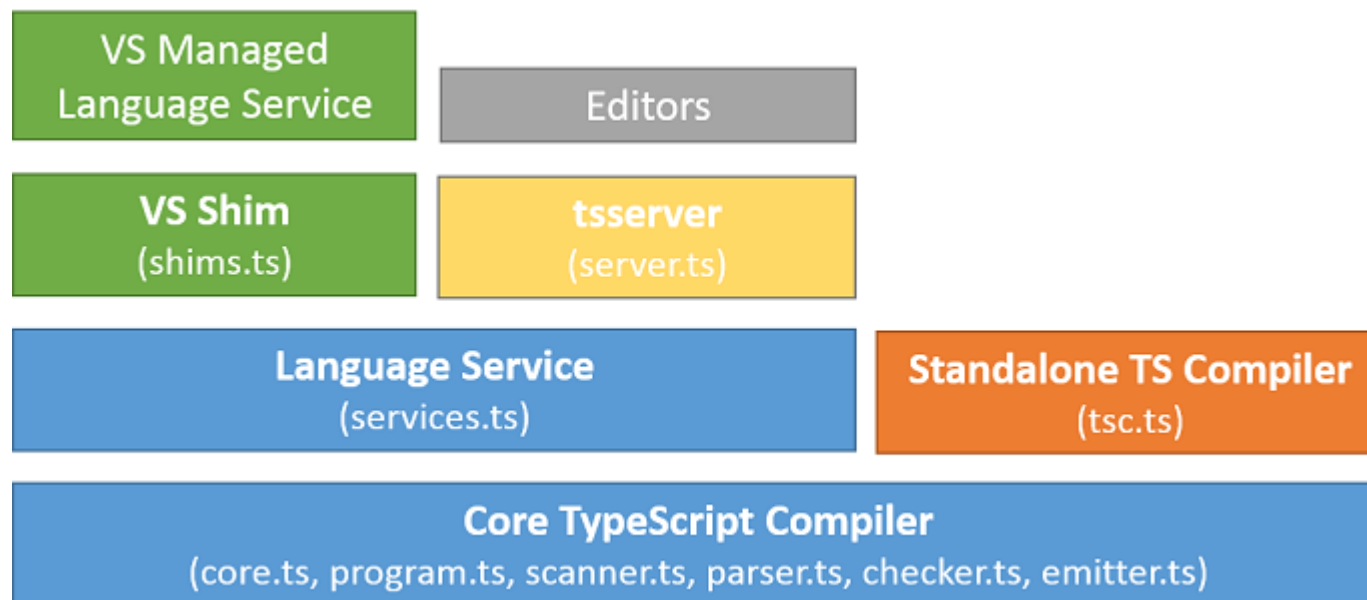 VS Managed
Language Service
Editors
VS Shim
(shims.ts)
tsserver
(server.ts)
Language Service
(services.ts)
Standalone TS Compiler
(tsc.ts)
Core TypeScript Compiler
(core.ts, program.ts, scanner.ts, parser.ts, checker.ts, emitter.ts)